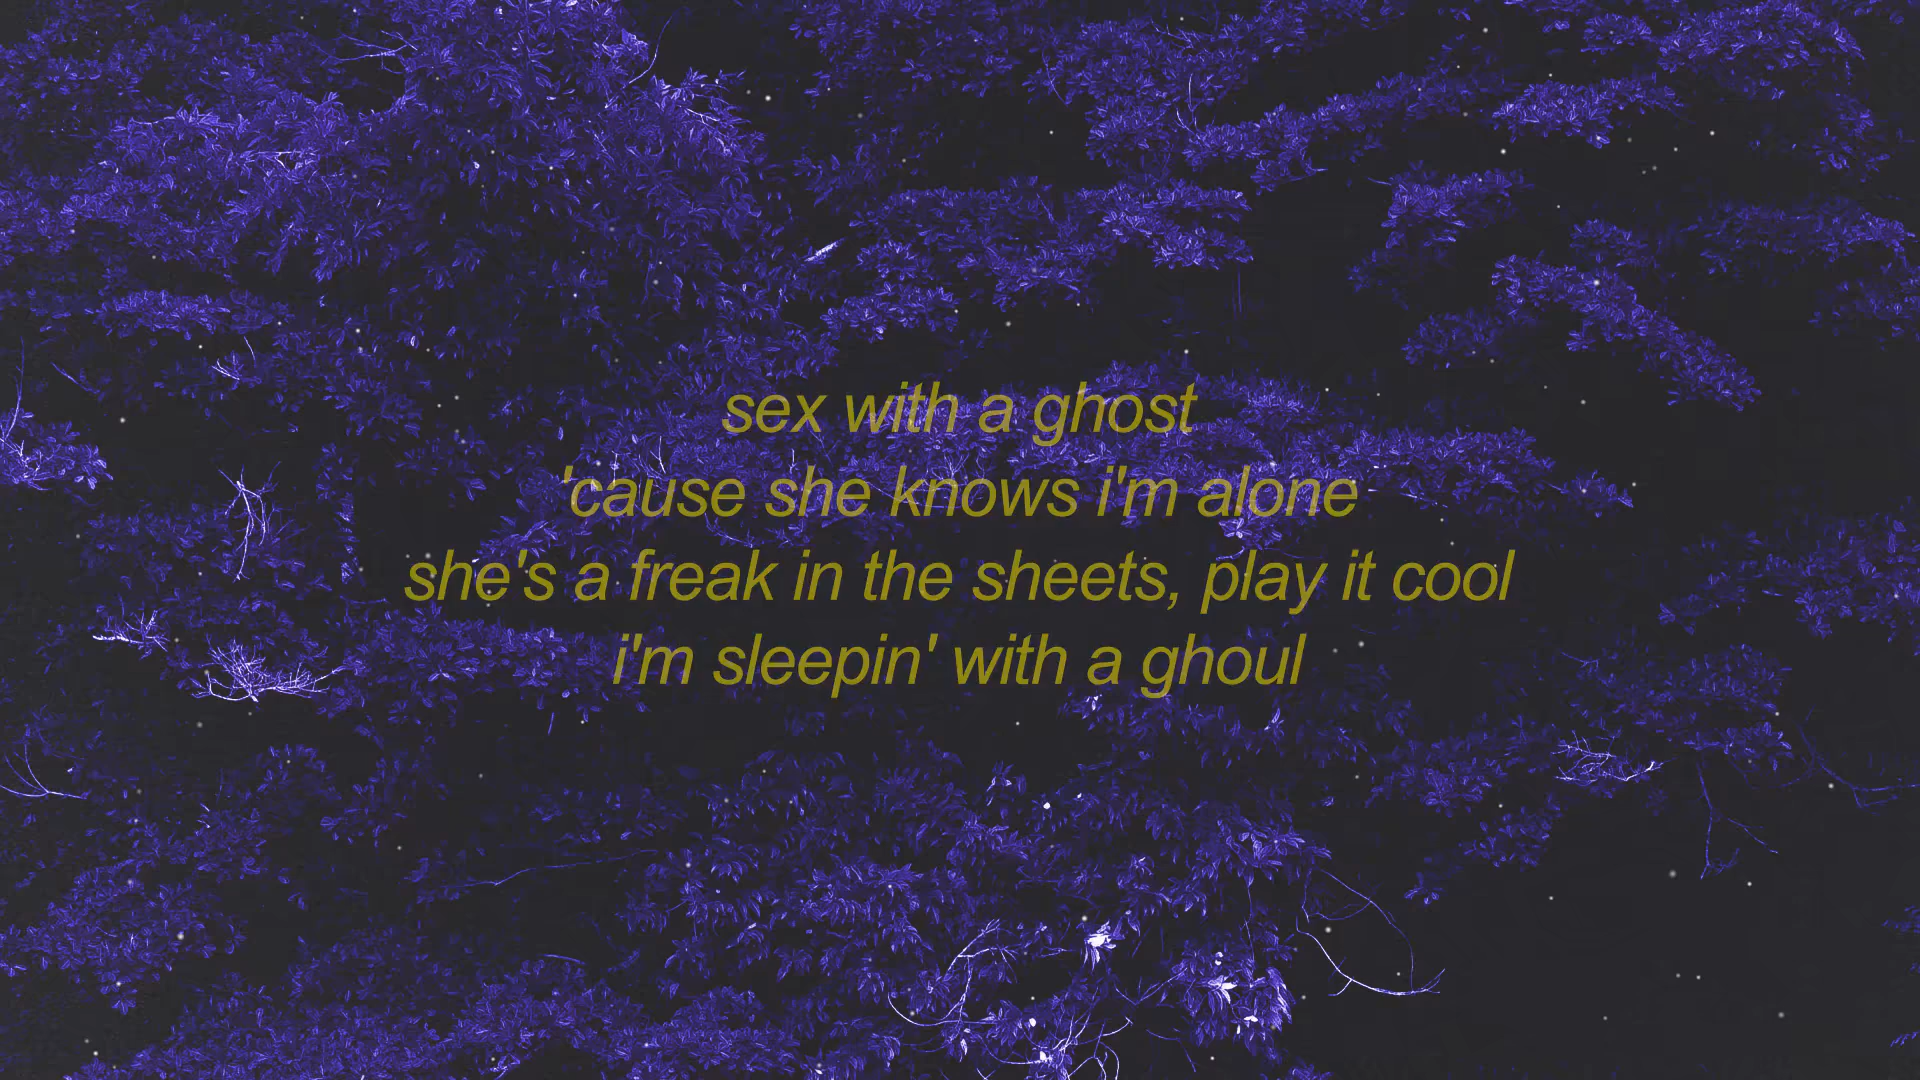 sex with a ghost
'cause she knows i'm alone
she's a freak in the sheets, play it cool
i'm sleepin' with a ghoul